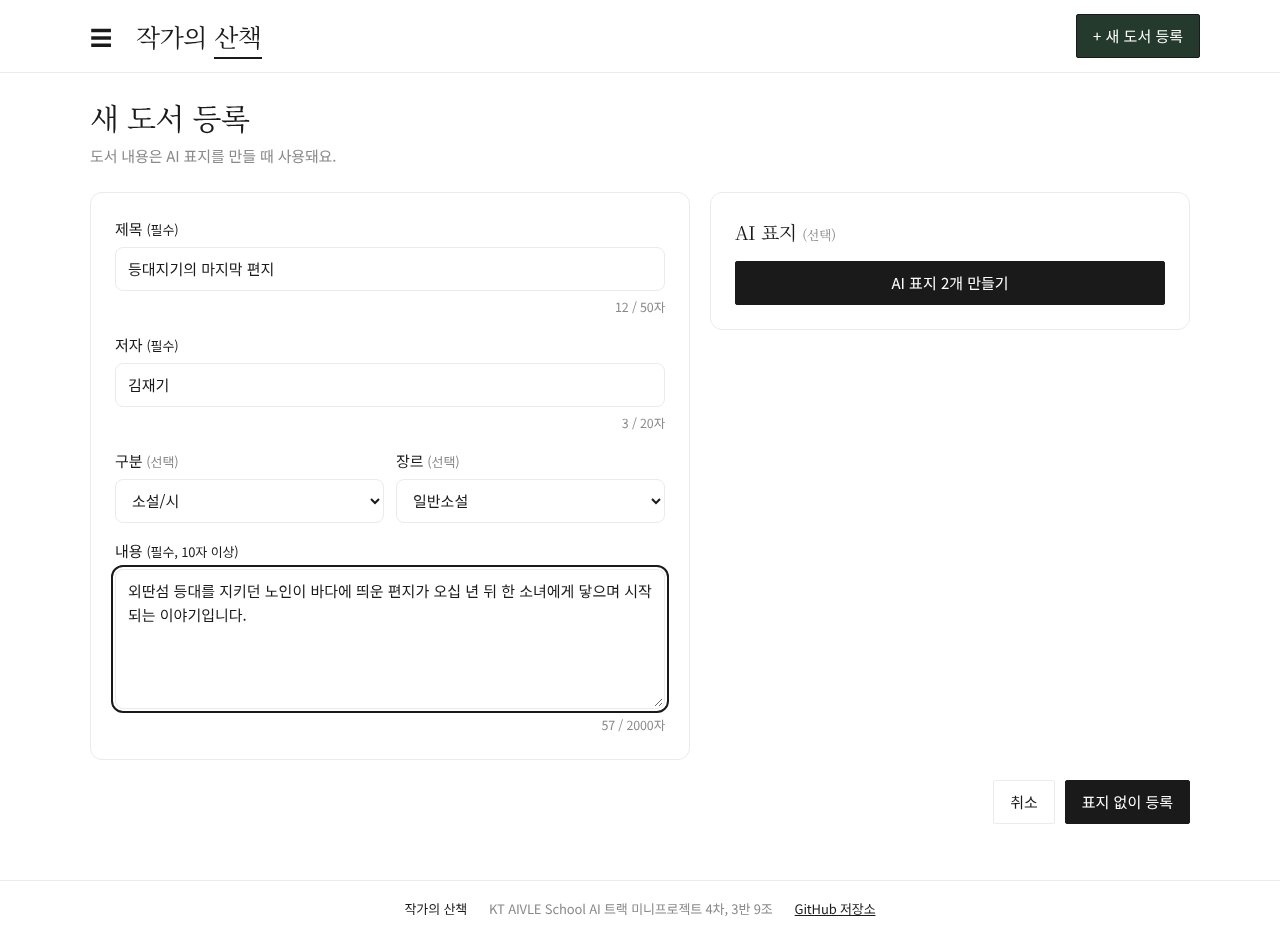 작가의 산책
+ 새 도서 등록
새 도서 등록
도서 내용은 AI 표지를 만들 때 사용돼요.
제목 (필수)
등대지기의 마지막 편지
12 / 50자
저자 (필수)
김재기
3 / 20자
구분 (선택)
장르 (선택)
소설/시
일반소설
내용 (필수, 10자 이상)
외딴섬 등대를 지키던 노인이 바다에 띄운 편지가 오십 년 뒤 한 소녀에게 닿으며 시작
되는 이야기입니다.
57 / 2000자
AI 표지 (선택)
AI 표지 2개 만들기
취소
표지 없이 등록
작가의 산책 KT AIVLE School AI 트랙 미니프로젝트 4차, 3반 9조 GitHub 저장소